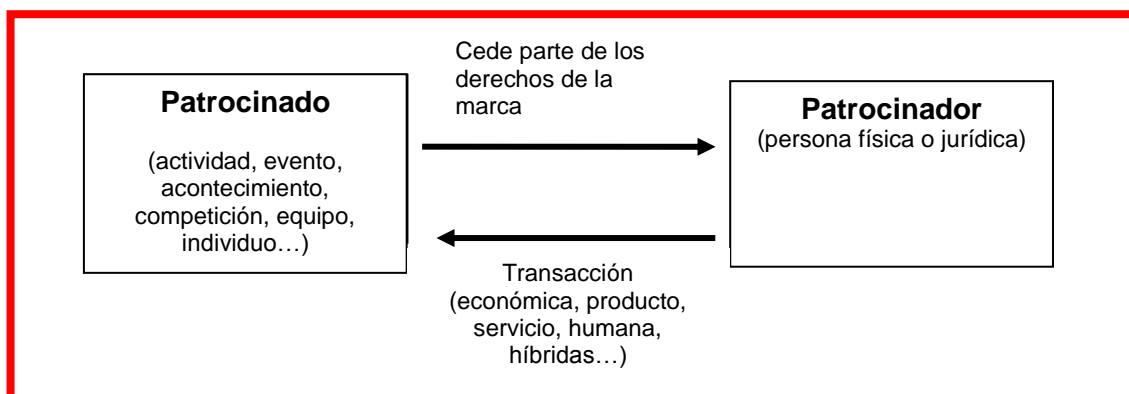 Patrocinado
(actividad, evento,
acontecimiento,
competición, equipo,
individuo…)
Cede parte de los
derechos de la
marca
Patrocinador
(persona física o jurídica)
Transacción
(económica, producto,
servicio, humana,
híbridas…)